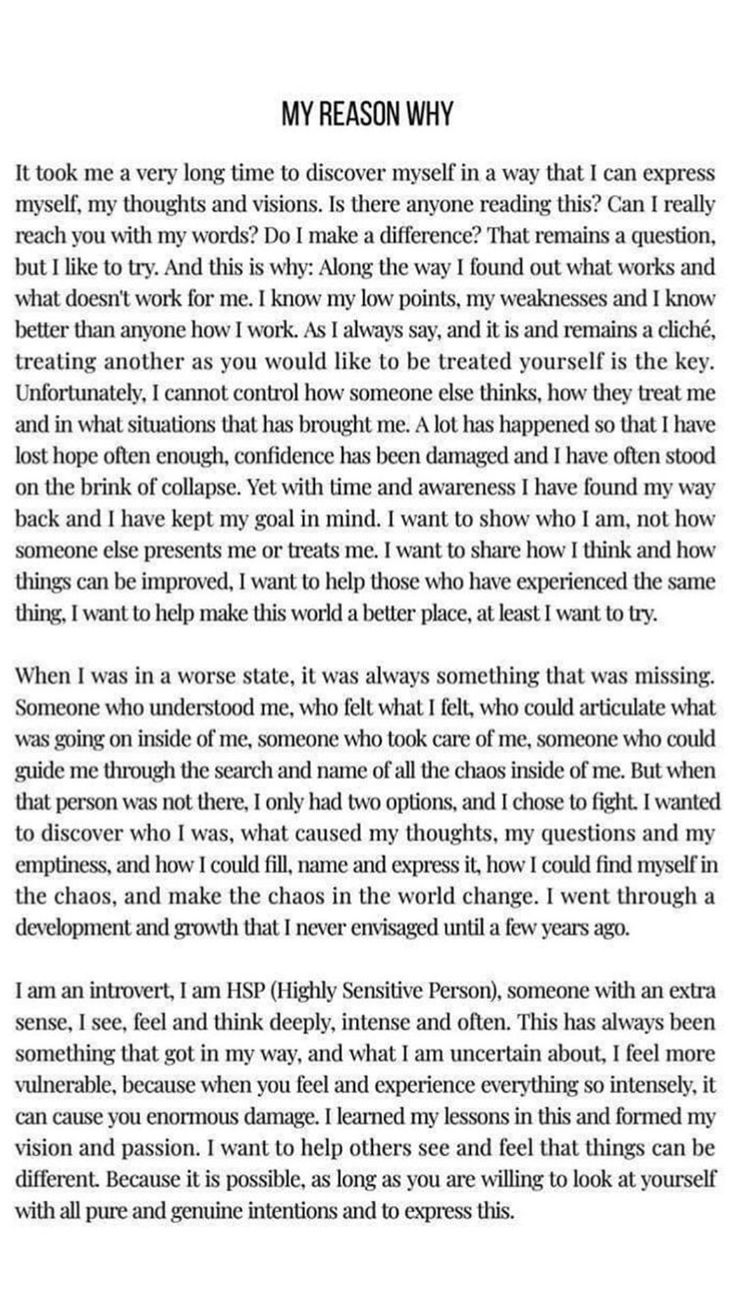 MY REASON WHY
It took me a very long time to discover myself in a way that I can express
myself, my thoughts and visions. Is there anyone reading this? Can I really
reach you with my words? Do I make a difference? That remains a question,
but I like to try. And this is why: Along the way I found out what works and
what doesn't work for me. I know my low points, my weaknesses and I know
better than anyone how I work. As I always say, and it is and remains a cliché,
treating another as you would like to be treated yourself is the key.
Unfortunately, I cannot control how someone else thinks, how they treat me
and in what situations that has brought me. A lot has happened so that I have
lost hope often enough, confidence has been damaged and I have often stood
on the brink of collapse. Yet with time and awareness I have found my way
back and I have kept my goal in mind. I want to show who I am, not how
someone else presents me or treats me. I want to share how I think and how
things can be improved, I want to help those who have experienced the same
thing, I want to help make this world a better place, at least I want to try.
When I was in a worse state, it was always something that was missing.
Someone who understood me, who felt what I felt, who could articulate what
was going on inside of me, someone who took care of me, someone who could
guide me through the search and name of all the chaos inside of me. But when
that person was not there, I only had two options, and I chose to fight. I wanted
to discover who I was, what caused my thoughts, my questions and my
emptiness, and how I could fill, name and express it, how I could find myself in
the chaos, and make the chaos in the world change. I went through a
development and growth that I never envisaged until a few years ago.
I am an introvert, I am HSP (Highly Sensitive Person), someone with an extra
sense, I see, feel and think deeply, intense and often. This has always been
something that got in my way, and what I am uncertain about, I feel more
vulnerable, because when you feel and experience everything so intensely, it
can cause you enormous damage. I learned my lessons in this and formed my
vision and passion. I want to help others see and feel that things can be
different. Because it is possible, as long as you are willing to look at yourself
with all pure and genuine intentions and to express this.